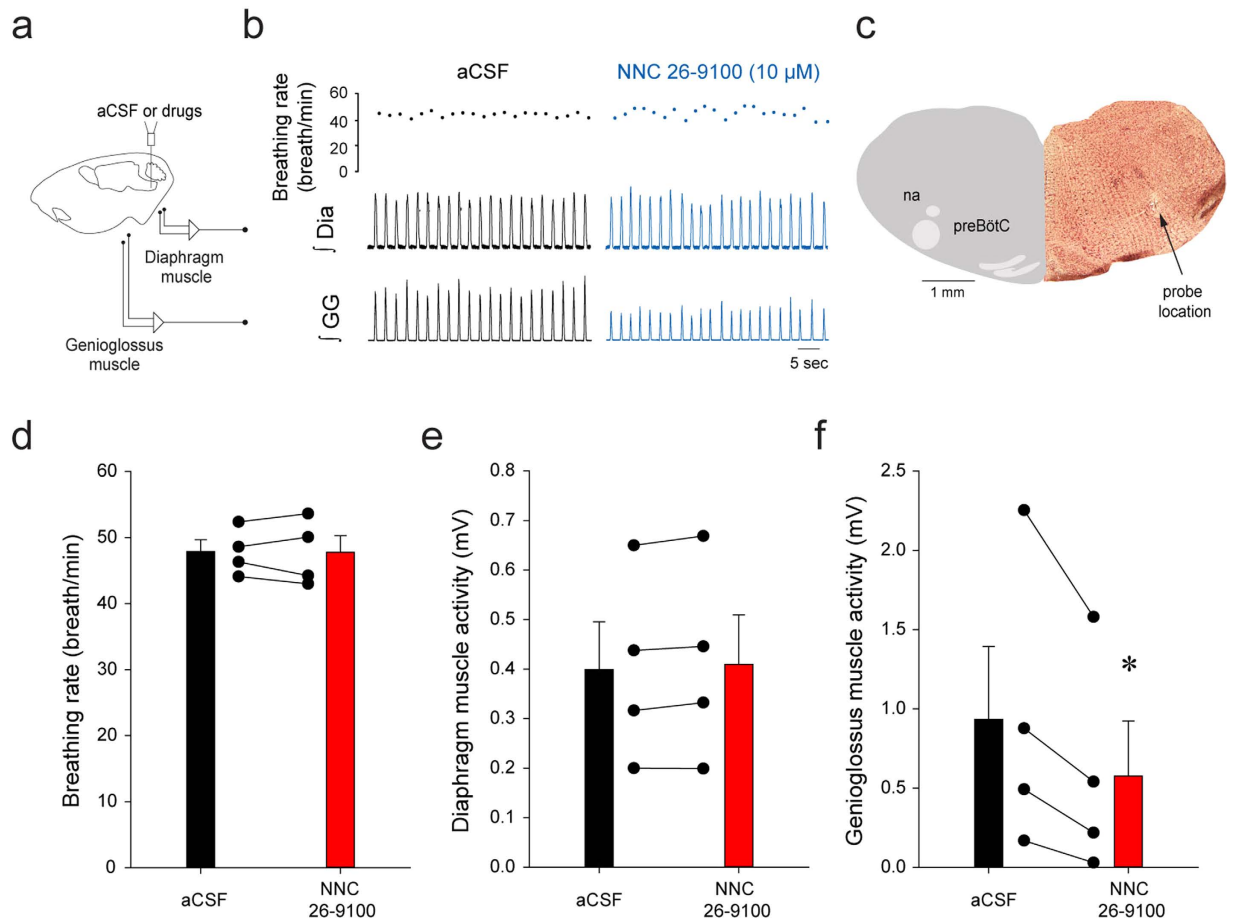 a
aCSF or drugs
Diaphragm
muscle
Genioglossus
muscle
b
aCSF
NNC 26-9100 (10 µM)
Breathing rate
(breath/min)
60
40
20
0
∫ Dia
∫ GG
5 sec
c
na
preBötC
1 mm
probe
location
d
Breathing rate (breath/min)
60
50
40
30
20
10
0
aCSF
NNC
26-9100
e
Diaphragm muscle activity (mV)
0.8
0.7
0.6
0.5
0.4
0.3
0.2
0.1
0.0
aCSF
NNC
26-9100
f
Genioglossus muscle activity (mV)
2.5
2.0
1.5
1.0
0.5
0.0
*
aCSF
NNC
26-9100